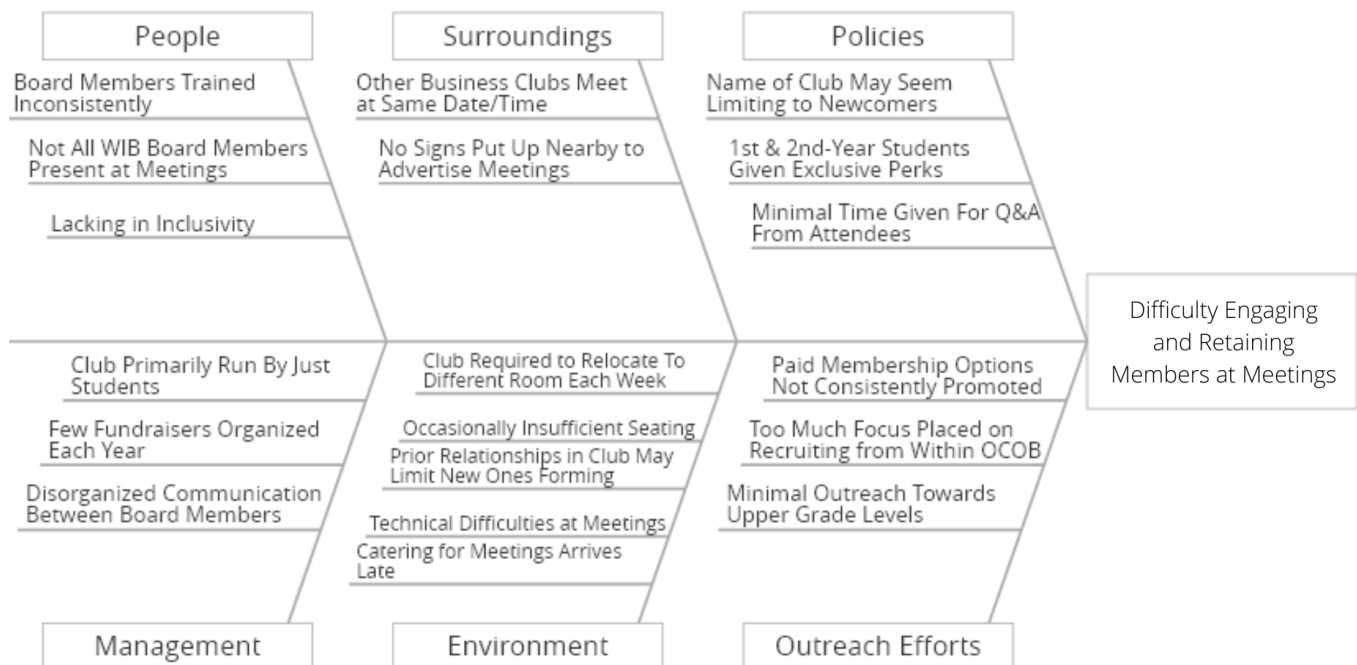 People
Board Members Trained
Inconsistently
Not All WIB Board Members
Present at Meetings
Lacking in Inclusivity
Surroundings
Other Business Clubs Meet
at Same Date/Time
No Signs Put Up Nearby to
Advertise Meetings
Policies
Name of Club May Seem
Limiting to Newcomers
1st & 2nd-Year Students
Given Exclusive Perks
Minimal Time Given For Q&A
From Attendees
Difficulty Engaging
and Retaining
Members at Meetings
Club Primarily Run By Just
Students
Few Fundraisers Organized
Each Year
Disorganized Communication
Between Board Members
Management
Club Required to Relocate To
Different Room Each Week
Occasionally Insufficient Seating
Prior Relationships in Club May
Limit New Ones Forming
Technical Difficulties at Meetings
Catering for Meetings Arrives
Late
Environment
Paid Membership Options
Not Consistently Promoted
Too Much Focus Placed on
Recruiting from Within OCOB
Minimal Outreach Towards
Upper Grade Levels
Outreach Efforts